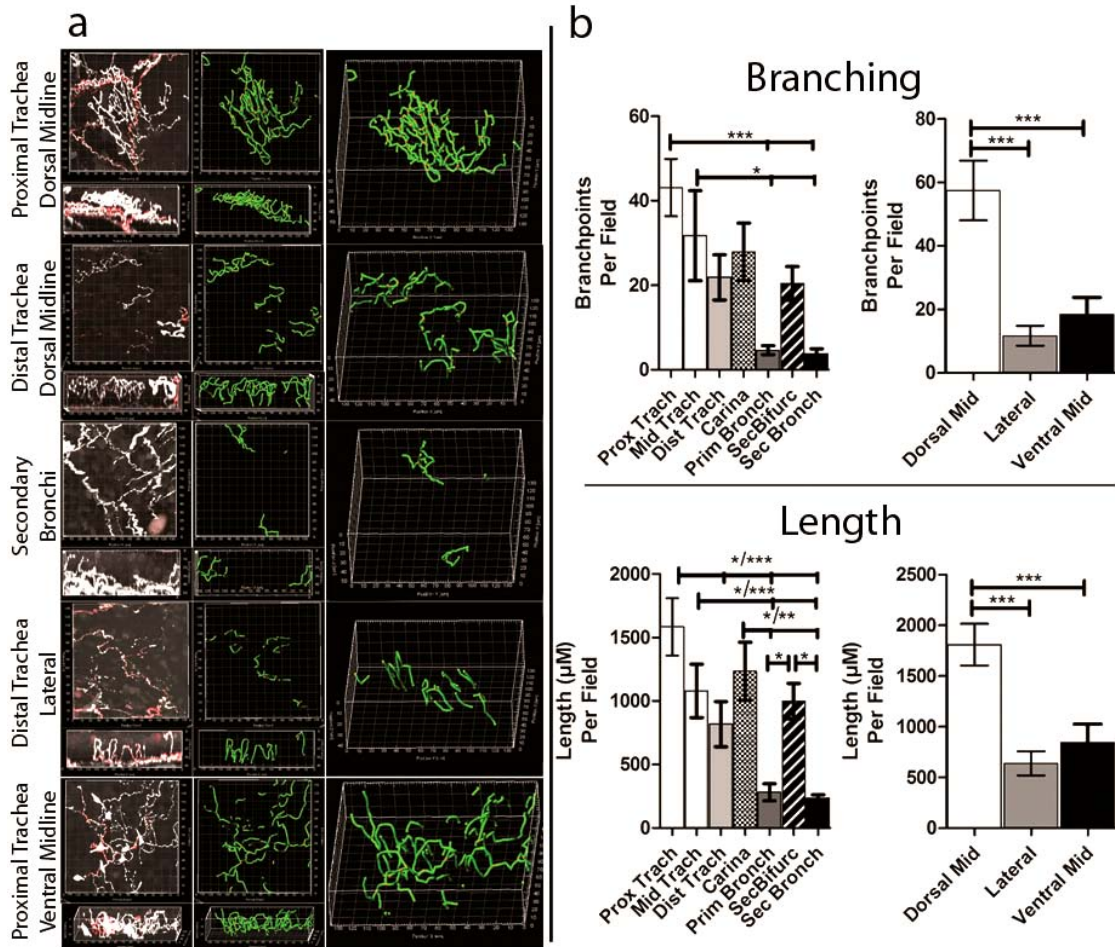 a
Proximal Trachea
Dorsal Midline
Distal Trachea
Dorsal Midline
Secondary
Bronchi
Distal Trachea
Lateral
Proximal Trachea
Ventral Midline
b
Branching
Branchpoints
Per Field
60
40
20
0
***
*
Prox Trach
Mid Trach
Dist Trach
Carina
Prim Bronch
SecBifurc
Sec Bronch
Branchpoints
Per Field
80
60
40
20
0
***
***
Dorsal Mid
Lateral
Ventral Mid
Length
Length (µM)
Per Field
2000
1500
1000
500
0
*/***
*/***
*/**
*
*
Prox Trach
Mid Trach
Dist Trach
Carina
Prim Bronch
SecBifurc
Sec Bronch
Length (µM)
Per Field
2500
2000
1500
1000
500
0
***
***
Dorsal Mid
Lateral
Ventral Mid